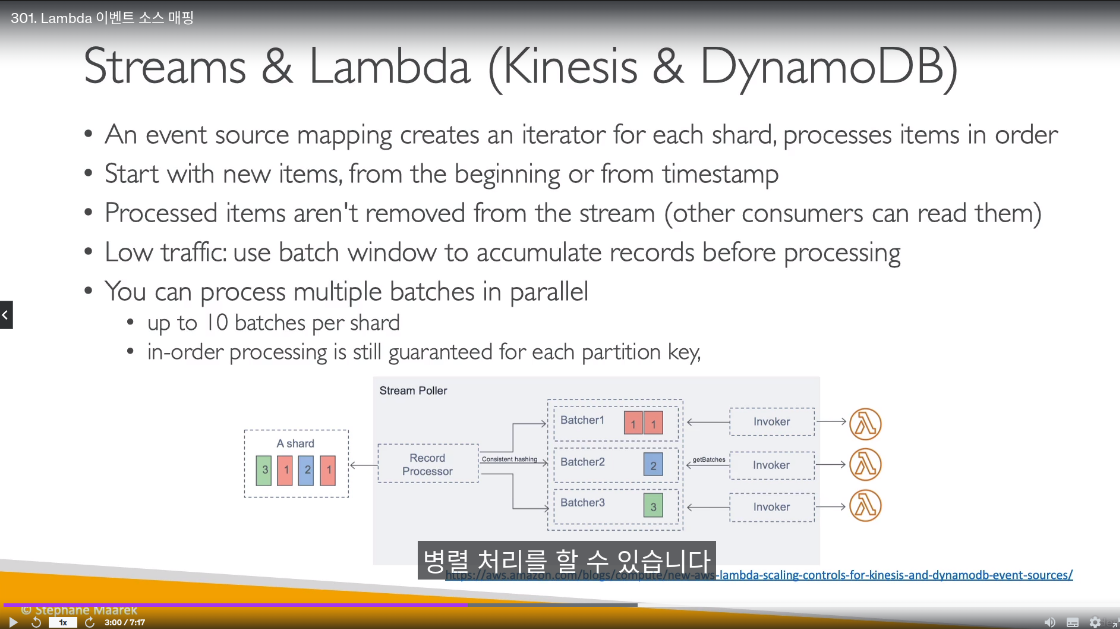 301. Lambda 이벤트 소스 매핑
Streams & Lambda (Kinesis & DynamoDB)
• An event source mapping creates an iterator for each shard, processes items in order
• Start with new items, from the beginning or from timestamp
• Processed items aren't removed from the stream (other consumers can read them)
• Low traffic: use batch window to accumulate records before processing
• You can process multiple batches in parallel
• up to 10 batches per shard
• in-order processing is still guaranteed for each partition key,
Stream Poller
A shard
3 1 2 1
Record
Processor
Consistent hashing
Batcher1
1 1
Batcher2
2
Batcher3
3
getBatches
Invoker
Invoker
Invoker
병렬 처리를 할 수 있습니다
https://aws.amazon.com/blogs/compute/new-aws-lambda-scaling-controls-for-kinesis-and-dynamodb-event-sources/
© Stephane Maarek
1x
3:00 / 7:17